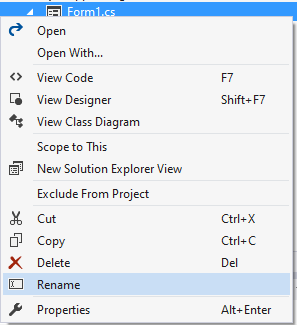 Form1.cs
Open
Open With...
View Code F7
View Designer Shift+F7
View Class Diagram
Scope to This
New Solution Explorer View
Exclude From Project
Cut Ctrl+X
Copy Ctrl+C
Delete Del
Rename
Properties Alt+Enter